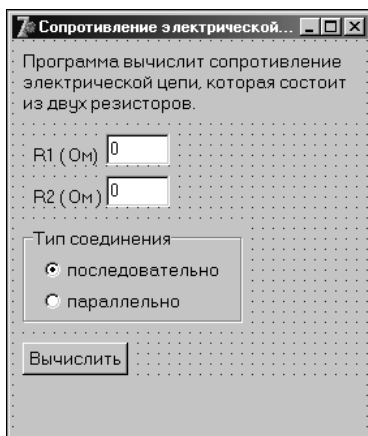 Сопротивление электрической...
Программа вычислит сопротивление
электрической цепи, которая состоит
из двух резисторов.
R1 (Ом) 0
R2 (Ом) 0
Тип соединения
последовательно
параллельно
Вычислить